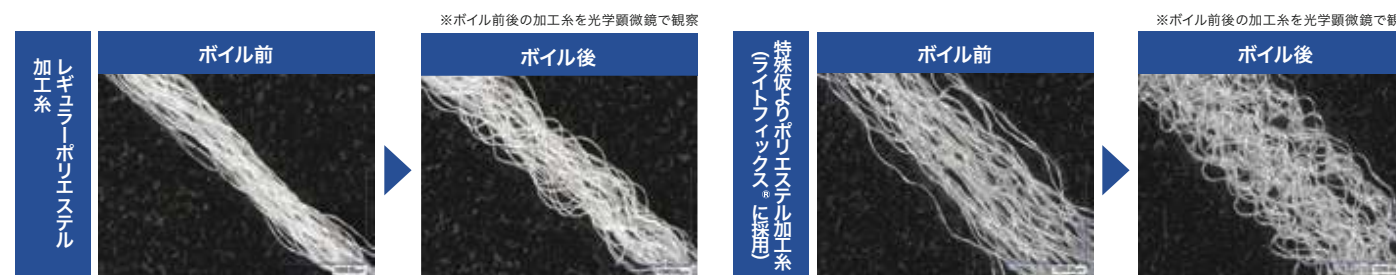 ※ボイル前後の加工糸を光学顕微鏡で観察
レギュラーポリエステル
加工糸
ボイル前
ボイル後
※ボイル前後の加工糸を光学顕微鏡で観
特殊仮よりポリエステル加工糸
(ライトフィックス®に採用)
ボイル前
ボイル後